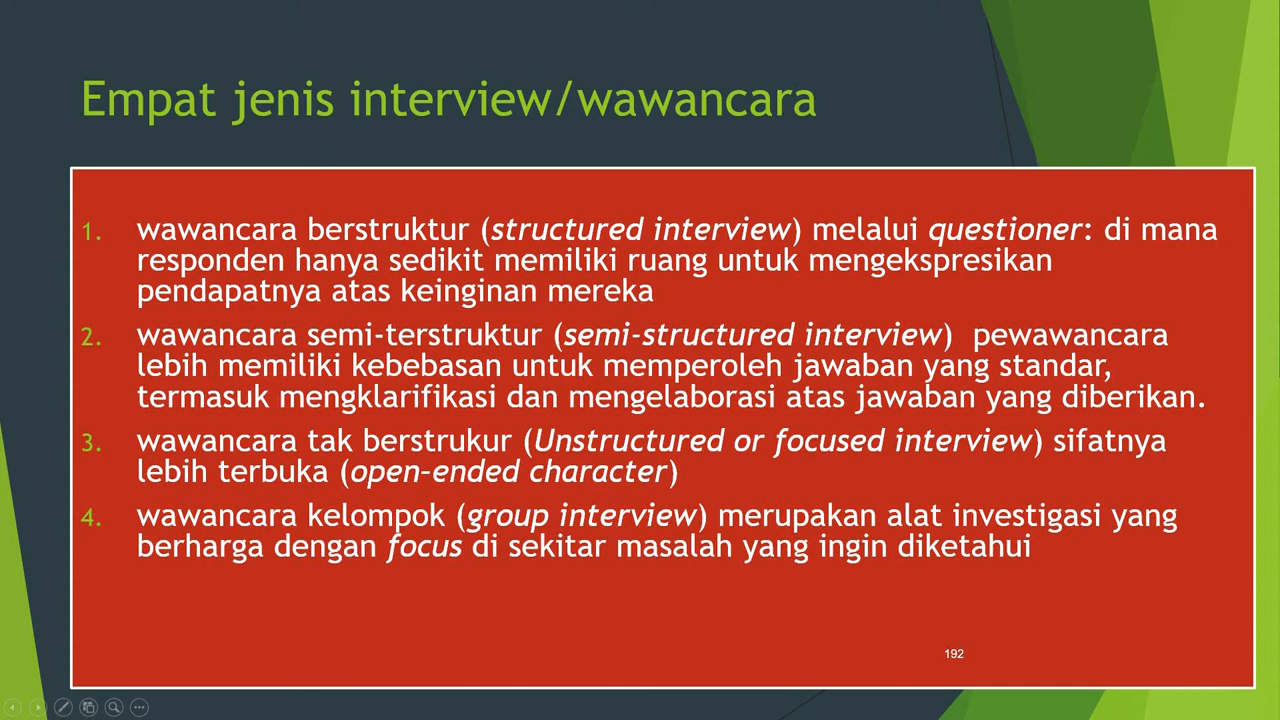 Empat jenis interview/wawancara
1. wawancara berstruktur (structured interview) melalui questioner: di mana
responden hanya sedikit memiliki ruang untuk mengekspresikan
pendapatnya atas keinginan mereka
2. wawancara semi-terstruktur (semi-structured interview)  pewawancara
lebih memiliki kebebasan untuk memperoleh jawaban yang standar,
termasuk mengklarifikasi dan mengelaborasi atas jawaban yang diberikan.
3. wawancara tak berstrukur (Unstructured or focused interview) sifatnya
lebih terbuka (open-ended character)
4. wawancara kelompok (group interview) merupakan alat investigasi yang
berharga dengan focus di sekitar masalah yang ingin diketahui
192